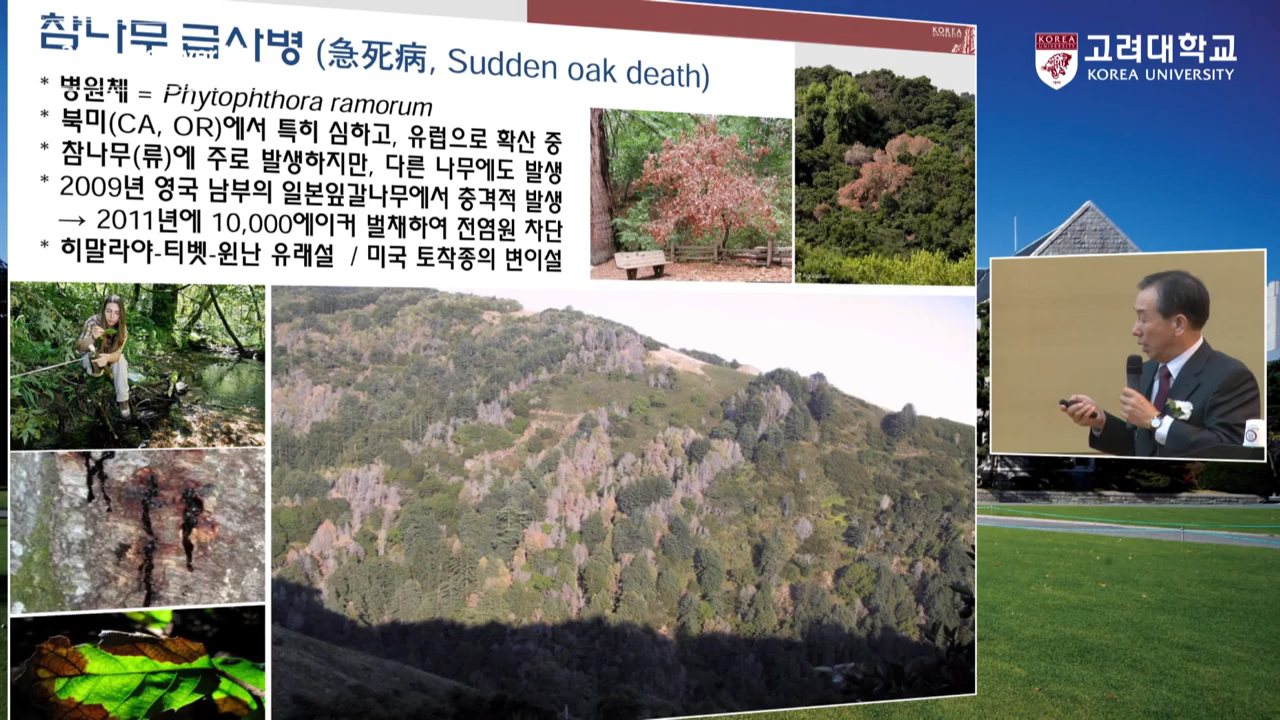 참나무 급사병 (急死病, Sudden oak death)
* 병원체 = Phytophthora ramorum
* 북미(CA, OR)에서 특히 심하고, 유럽으로 확산 중
* 참나무(류)에 주로 발생하지만, 다른 나무에도 발생
* 2009년 영국 남부의 일본잎갈나무에서 충격적 발생
→ 2011년에 10,000에이커 벌채하여 전염원 차단
* 히말라야-티벳-윈난 유래설 / 미국 토착종의 변이설
KOREA
UNIVERSITY
KOREA
고려대학교
KOREA UNIVERSITY